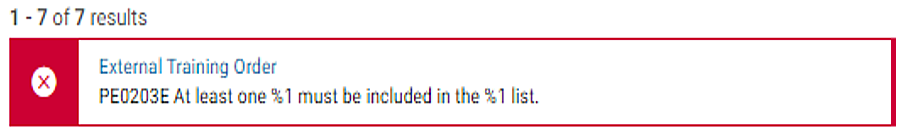 1 - 7 of 7 results
External Training Order
PE0203E At least one %1 must be included in the %1 list.